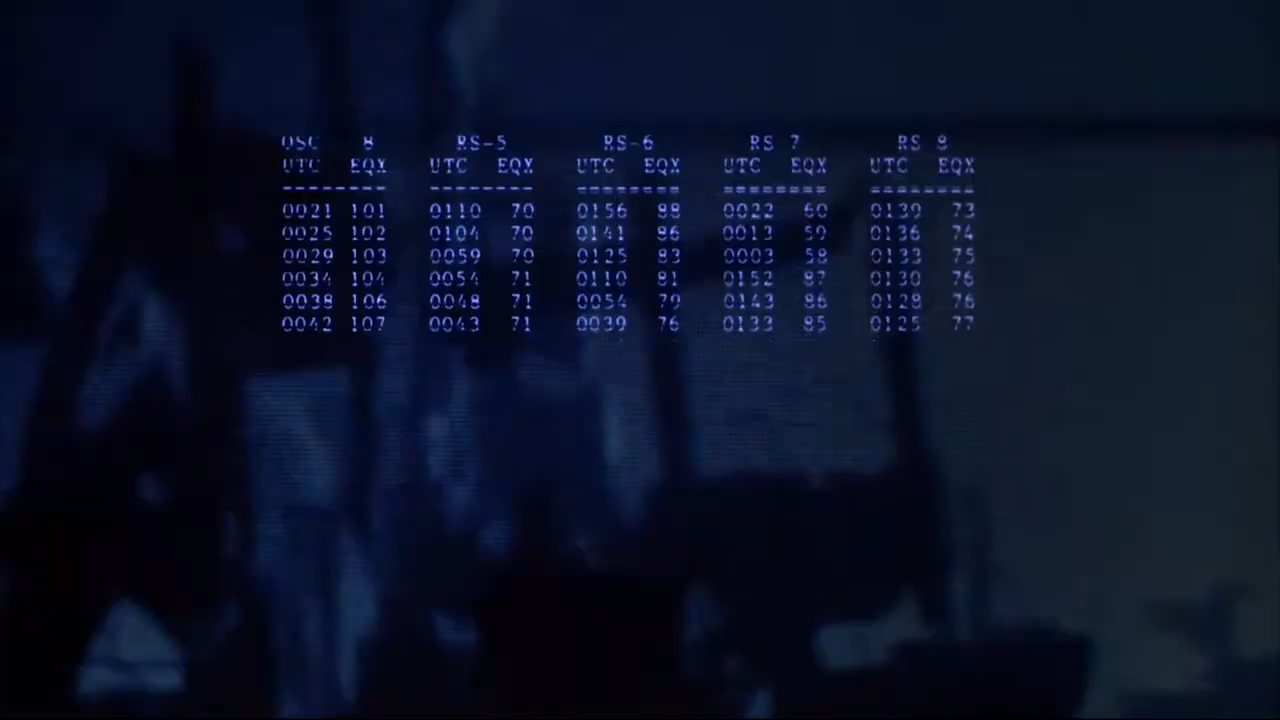 OSC 8 RS-5 RS-6 RS 7 RS 8
UTC EQX UTC EQX UTC EQX UTC EQX UTC EQX
-------- -------- ======== ======== ========
0021 101 0110 70 0156 88 0022 60 0139 73
0025 102 0104 70 0141 86 0013 59 0136 74
0029 103 0059 70 0125 83 0003 58 0133 75
0034 104 0054 71 0110 81 0152 87 0130 76
0038 106 0048 71 0054 79 0143 86 0128 76
0042 107 0043 71 0039 76 0133 85 0125 77